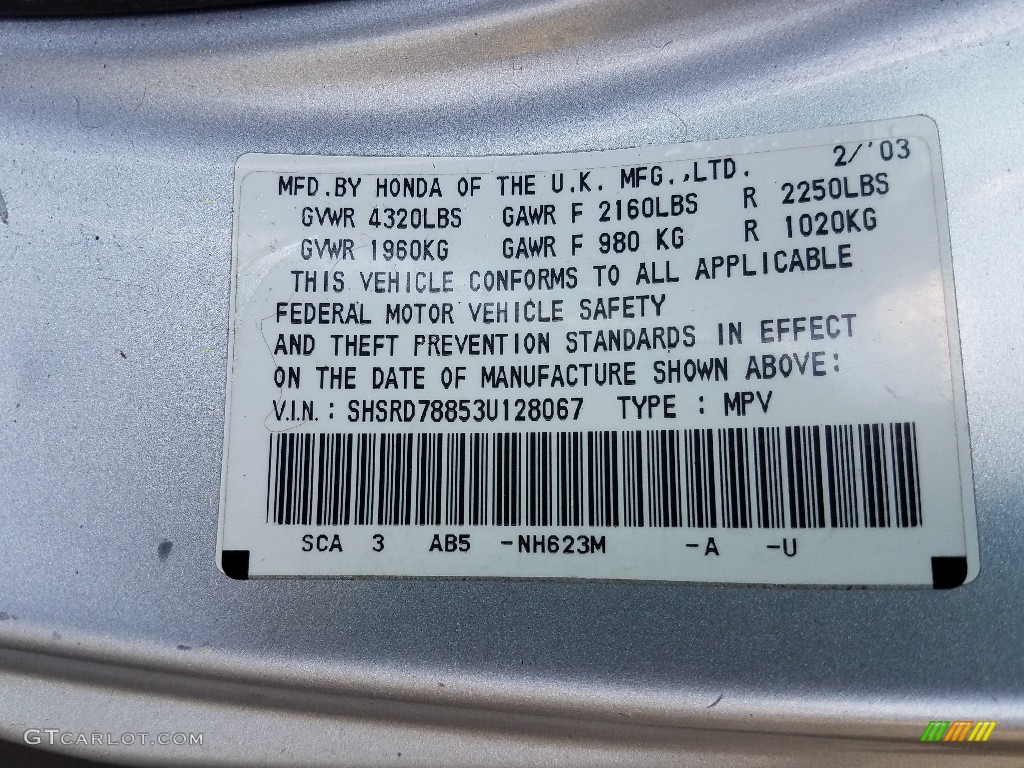 2/'03
MFD.BY HONDA OF THE U.K. MFG.,LTD.
GVWR 4320LBS GAWR F 2160LBS R 2250LBS
GVWR 1960KG GAWR F 980 KG R 1020KG
THIS VEHICLE CONFORMS TO ALL APPLICABLE
FEDERAL MOTOR VEHICLE SAFETY
AND THEFT PREVENTION STANDARDS IN EFFECT
ON THE DATE OF MANUFACTURE SHOWN ABOVE:
V.I.N.: SHSRD78853U128067 TYPE : MPV
SCA 3 AB5 -NH623M -A -U
GTCARLOT.COM